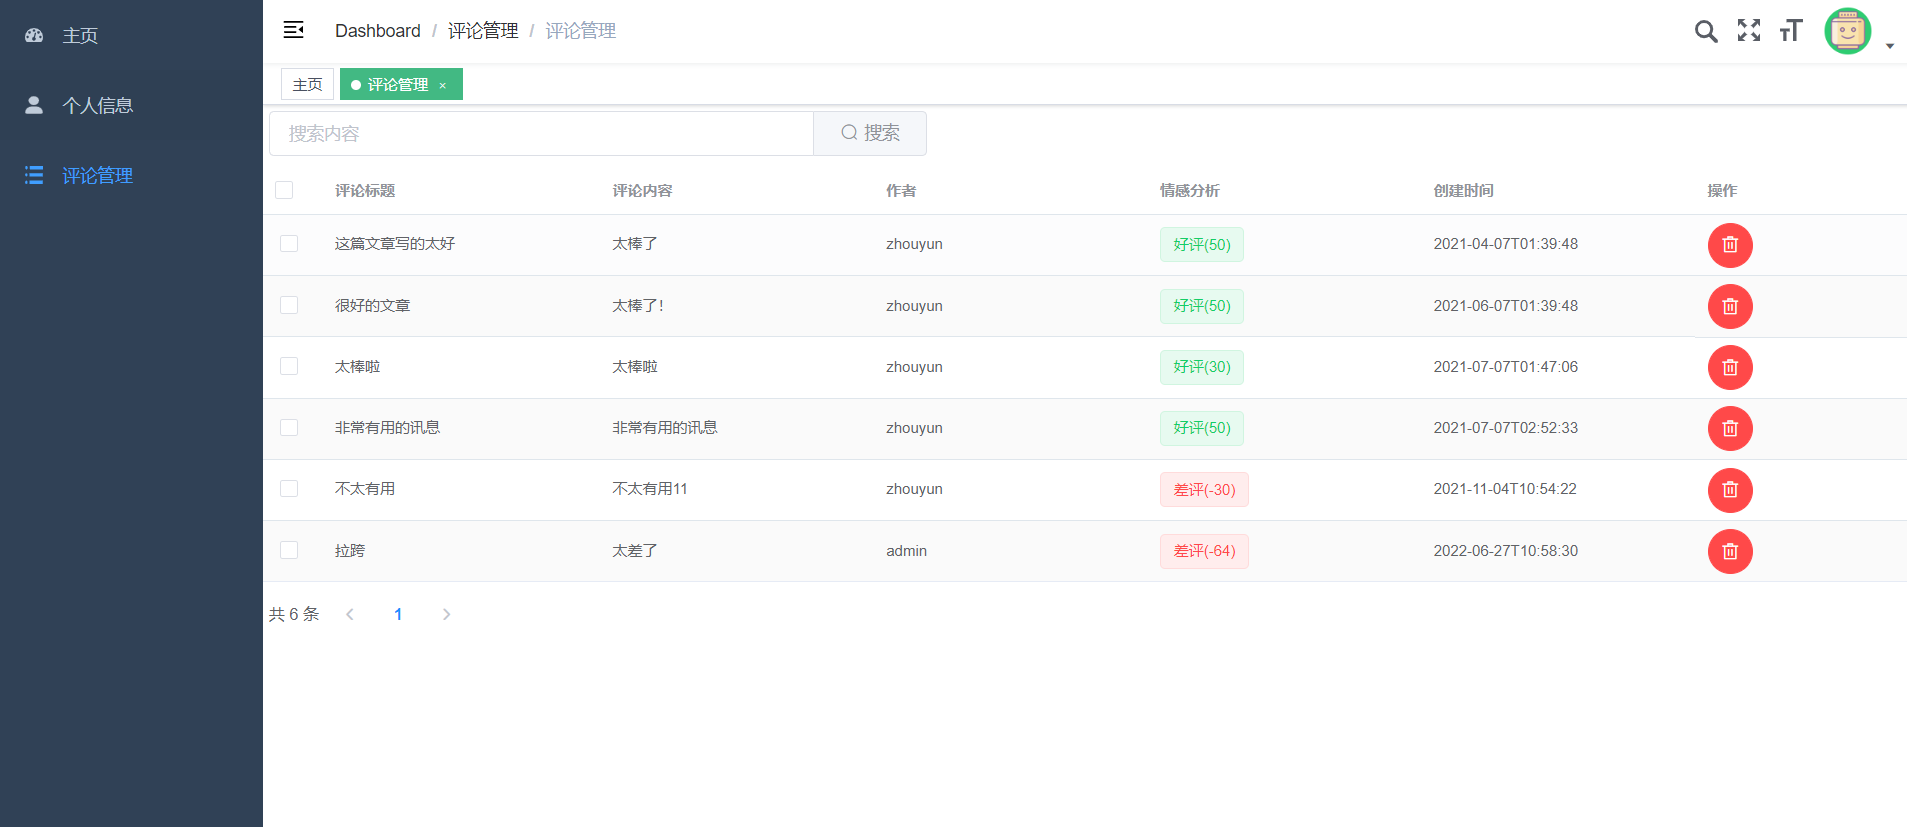 主页
个人信息
评论管理
Dashboard / 评论管理 / 评论管理
主页 评论管理 ×
搜索内容 搜索
评论标题 评论内容 作者 情感分析 创建时间 操作
这篇文章写的太好 太棒了 zhouyun 好评(50) 2021-04-07T01:39:48
很好的文章 太棒了! zhouyun 好评(50) 2021-06-07T01:39:48
太棒啦 太棒啦 zhouyun 好评(30) 2021-07-07T01:47:06
非常有用的讯息 非常有用的讯息 zhouyun 好评(50) 2021-07-07T02:52:33
不太有用 不太有用11 zhouyun 差评(-30) 2021-11-04T10:54:22
拉跨 太差了 admin 差评(-64) 2022-06-27T10:58:30
共 6 条 1